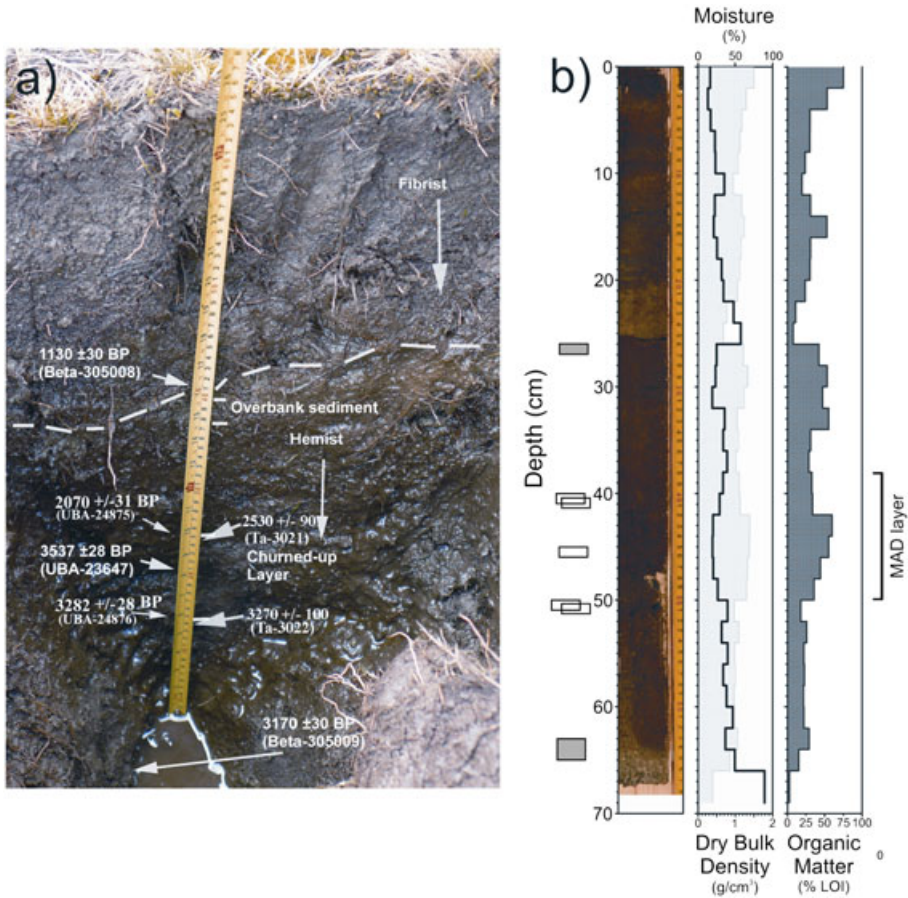 a)
Fibrist
1130 ±30 BP
(Beta-305008)
Overbank sediment
Hemist
2070 +/-31 BP
(UBA-24875)
2530 +/- 90
(Ta-3021)
Churned-up
Layer
3537 ±28 BP
(UBA-23647)
3282 +/-28 BP
(UBA-24876)
3270 +/- 100
(Ta-3022)
3170 ±30 BP
(Beta-305009)
b)
Moisture
(%)
0 50 100
Depth (cm)
0
10
20
30
40
50
60
70
MAD layer
0 1 2
Dry Bulk
Density
(g/cm³)
0 25 50 75 100
Organic
Matter
(% LOI)
0